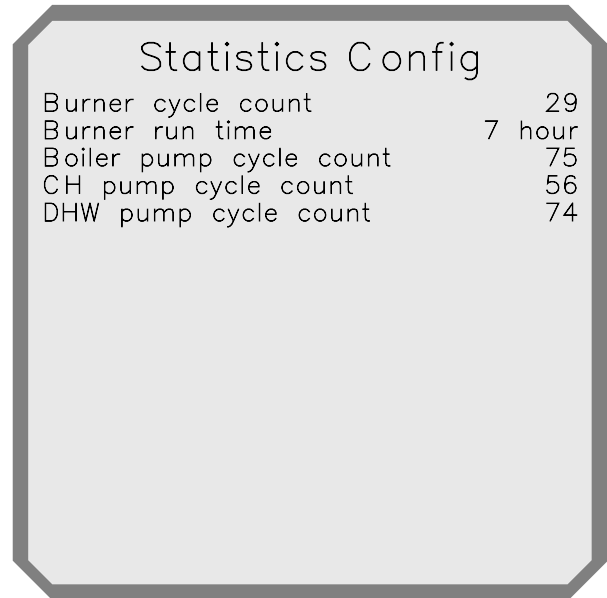 Statistics Config
Burner cycle count 29
Burner run time 7 hour
Boiler pump cycle count 75
CH pump cycle count 56
DHW pump cycle count 74